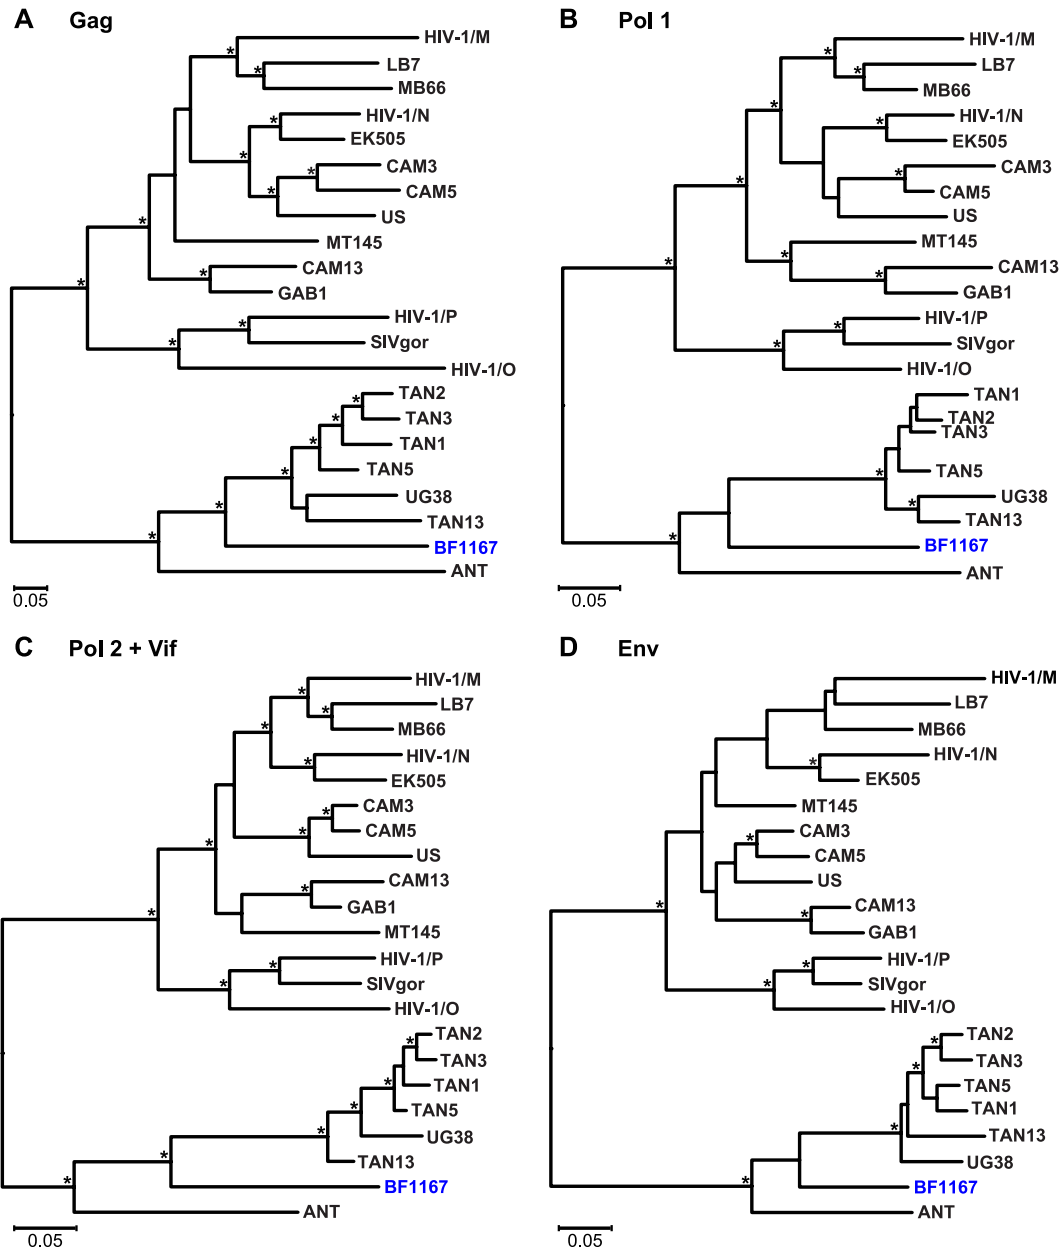 A Gag
HIV-1/M
LB7
MB66
HIV-1/N
EK505
CAM3
CAM5
US
MT145
CAM13
GAB1
HIV-1/P
SIVgor
HIV-1/O
TAN2
TAN3
TAN1
TAN5
UG38
TAN13
BF1167
ANT
0.05
B Pol 1
HIV-1/M
LB7
MB66
HIV-1/N
EK505
CAM3
CAM5
US
MT145
CAM13
GAB1
HIV-1/P
SIVgor
HIV-1/O
TAN1
TAN2
TAN3
TAN5
UG38
TAN13
BF1167
ANT
0.05
C Pol 2 + Vif
HIV-1/M
LB7
MB66
HIV-1/N
EK505
CAM3
CAM5
US
CAM13
GAB1
MT145
HIV-1/P
SIVgor
HIV-1/O
TAN2
TAN3
TAN1
TAN5
UG38
TAN13
BF1167
ANT
0.05
D Env
HIV-1/M
LB7
MB66
HIV-1/N
EK505
MT145
CAM3
CAM5
US
CAM13
GAB1
HIV-1/P
SIVgor
HIV-1/O
TAN2
TAN3
TAN5
TAN1
TAN13
UG38
BF1167
ANT
0.05